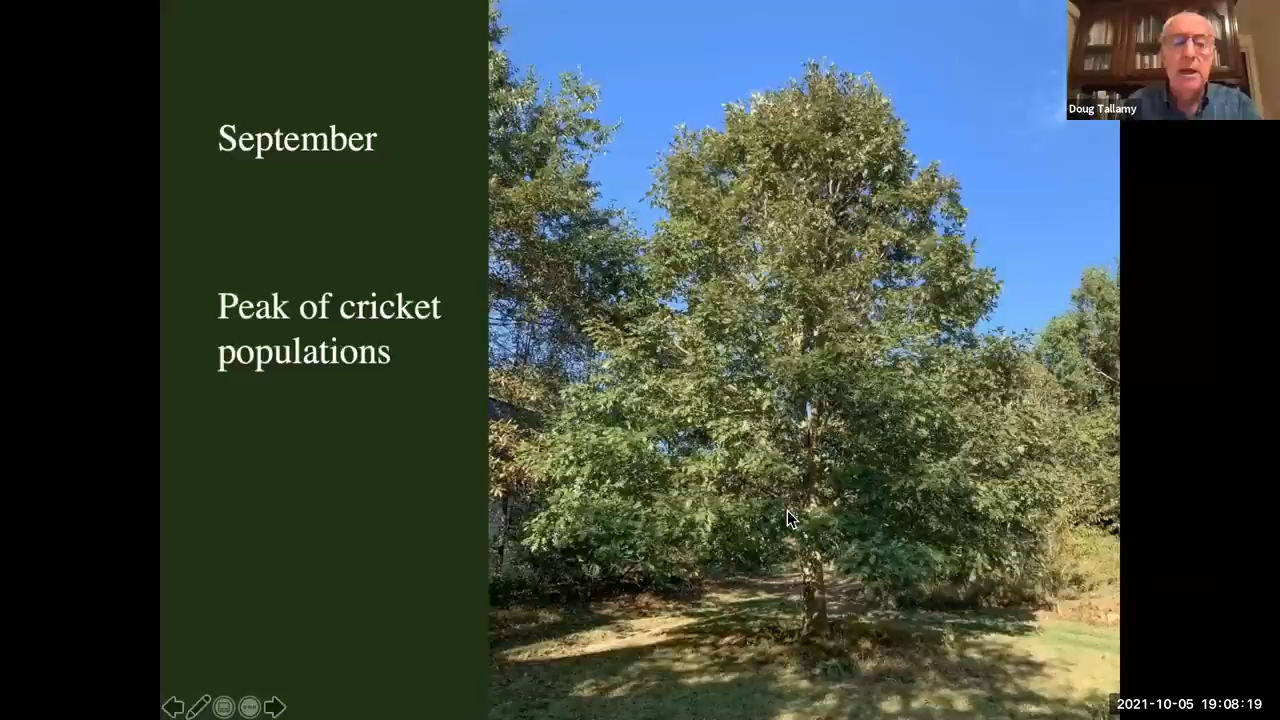 September
Peak of cricket
populations
Doug Tallamy
2021-10-05 19:08:19